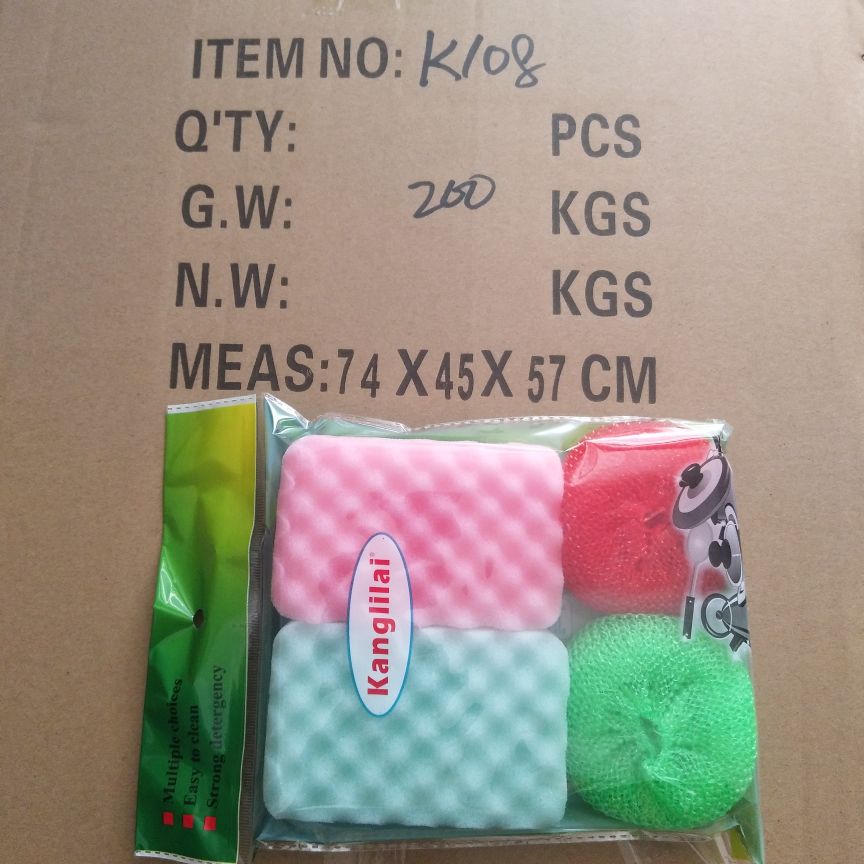 ITEM NO: K108
Q'TY: PCS
G.W: 200 KGS
N.W: KGS
MEAS: 74 X 45 X 57 CM
Kanglilai
Multiple choices
Easy to clean
Strong detergency